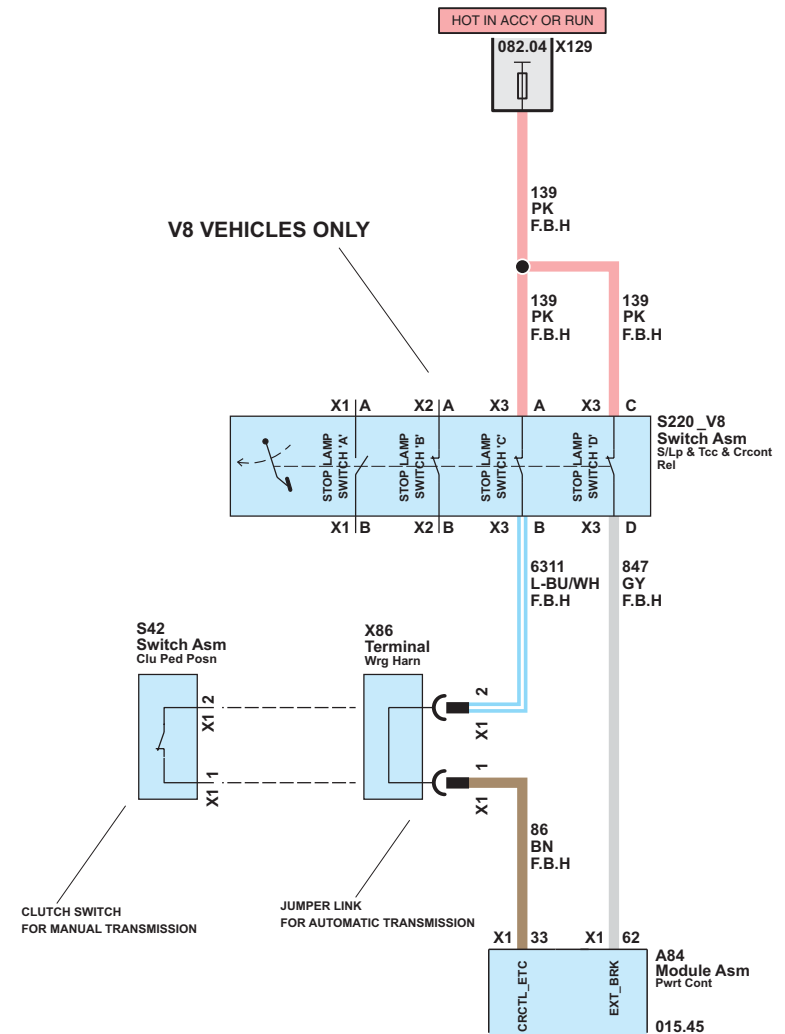 HOT IN ACCY OR RUN
082.04 X129
139
PK
F.B.H
V8 VEHICLES ONLY
139
PK
F.B.H
139
PK
F.B.H
X1 A
X2 A
X3 A
X3 C
S220_V8
Switch Asm
S/Lp & Tcc & Crcont
Rel
STOP LAMP
SWITCH 'A'
STOP LAMP
SWITCH 'B'
STOP LAMP
SWITCH 'C'
STOP LAMP
SWITCH 'D'
X1 B
X2 B
X3 B
X3 D
6311
L-BU/WH
F.B.H
847
GY
F.B.H
S42
Switch Asm
Clu Ped Posn
X86
Terminal
Wrg Harn
X1 2
X1 2
X1 1
X1 1
86
BN
F.B.H
CLUTCH SWITCH
FOR MANUAL TRANSMISSION
JUMPER LINK
FOR AUTOMATIC TRANSMISSION
X1 33
X1 62
A84
Module Asm
Pwrt Cont
CRCTL_ETC
EXT_BRK
015.45